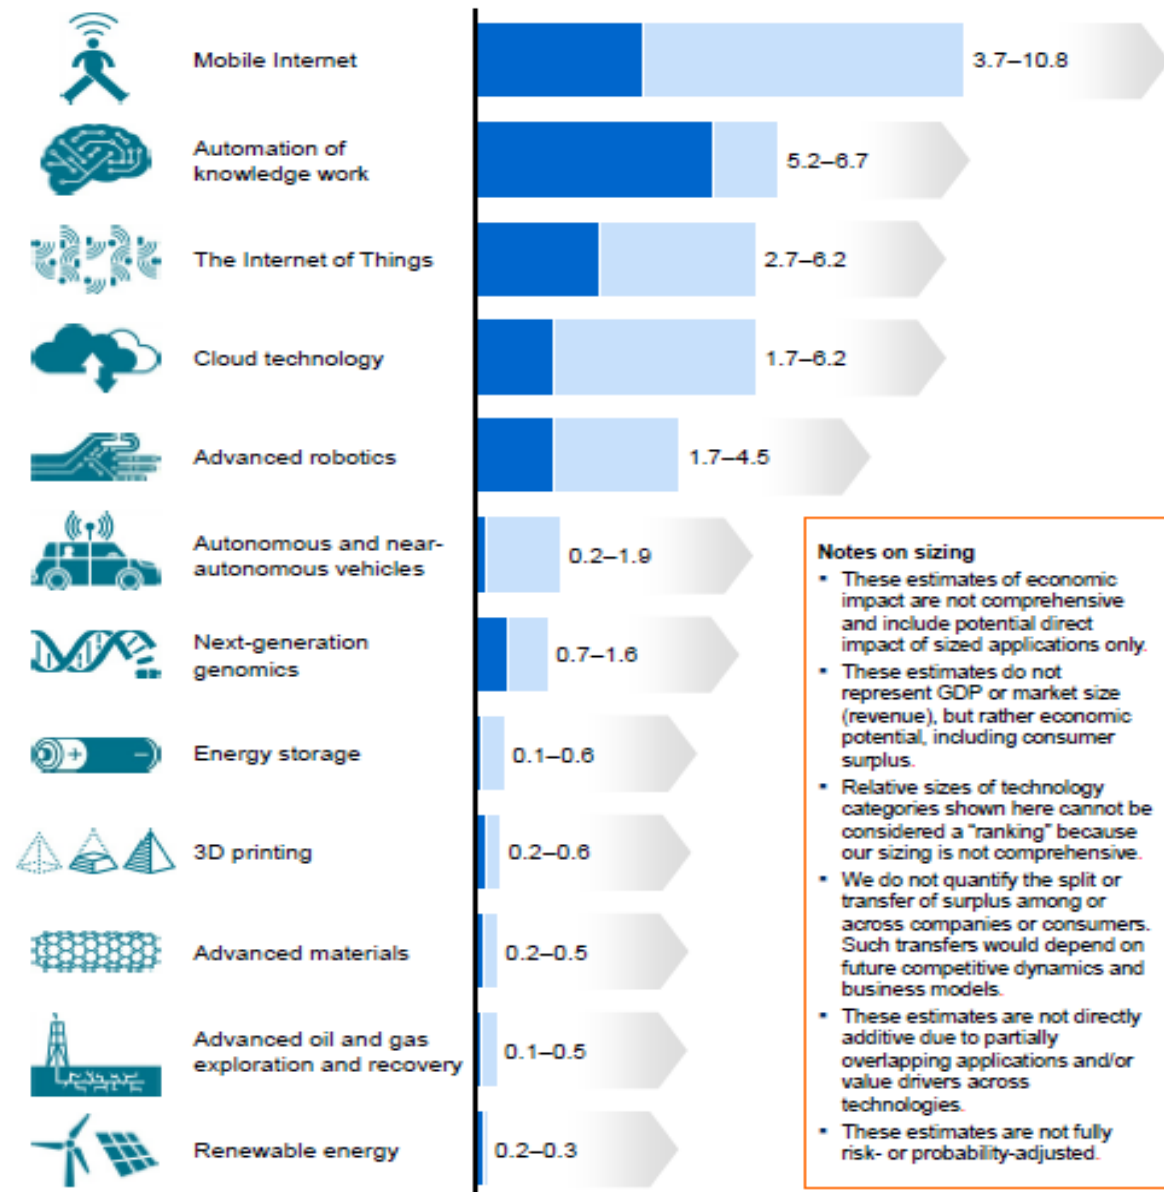 Mobile Internet
3.7–10.8
Automation of
knowledge work
5.2–6.7
The Internet of Things
2.7–6.2
Cloud technology
1.7–6.2
Advanced robotics
1.7–4.5
Autonomous and near-
autonomous vehicles
0.2–1.9
Next-generation
genomics
0.7–1.6
Energy storage
0.1–0.6
3D printing
0.2–0.6
Advanced materials
0.2–0.5
Advanced oil and gas
exploration and recovery
0.1–0.5
Renewable energy
0.2–0.3
Notes on sizing
▪ These estimates of economic
impact are not comprehensive
and include potential direct
impact of sized applications only.
▪ These estimates do not
represent GDP or market size
(revenue), but rather economic
potential, including consumer
surplus.
▪ Relative sizes of technology
categories shown here cannot be
considered a “ranking” because
our sizing is not comprehensive.
▪ We do not quantify the split or
transfer of surplus among or
across companies or consumers.
Such transfers would depend on
future competitive dynamics and
business models.
▪ These estimates are not directly
additive due to partially
overlapping applications and/or
value drivers across
technologies.
▪ These estimates are not fully
risk- or probability-adjusted.